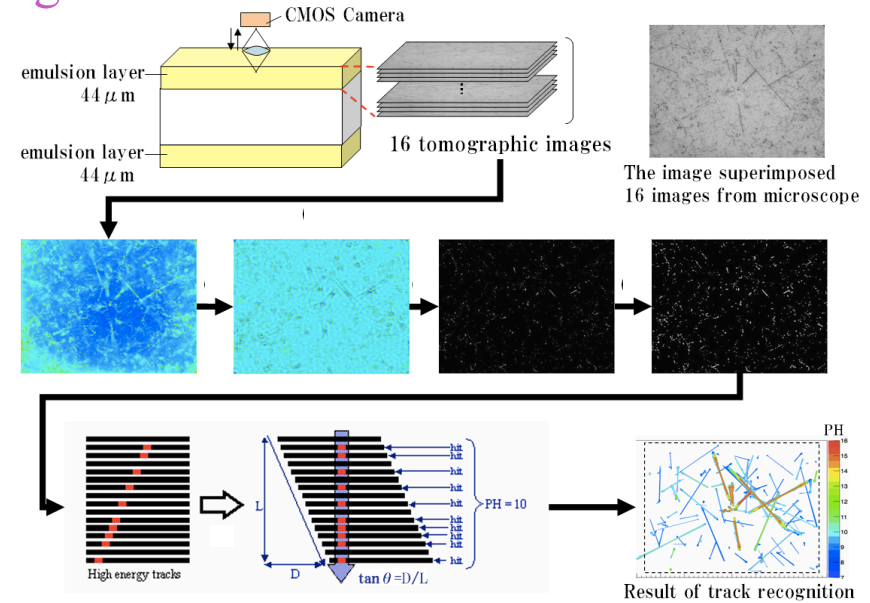 CMOS Camera
emulsion layer
44μm
emulsion layer
44μm
16 tomographic images
The image superimposed
16 images from microscope
High energy tracks
L
D
tan θ =D/L
hit
hit
hit
hit
hit
hit
hit
hit
hit
hit
PH = 10
PH
16
15
14
13
12
11
10
9
8
7
Result of track recognition